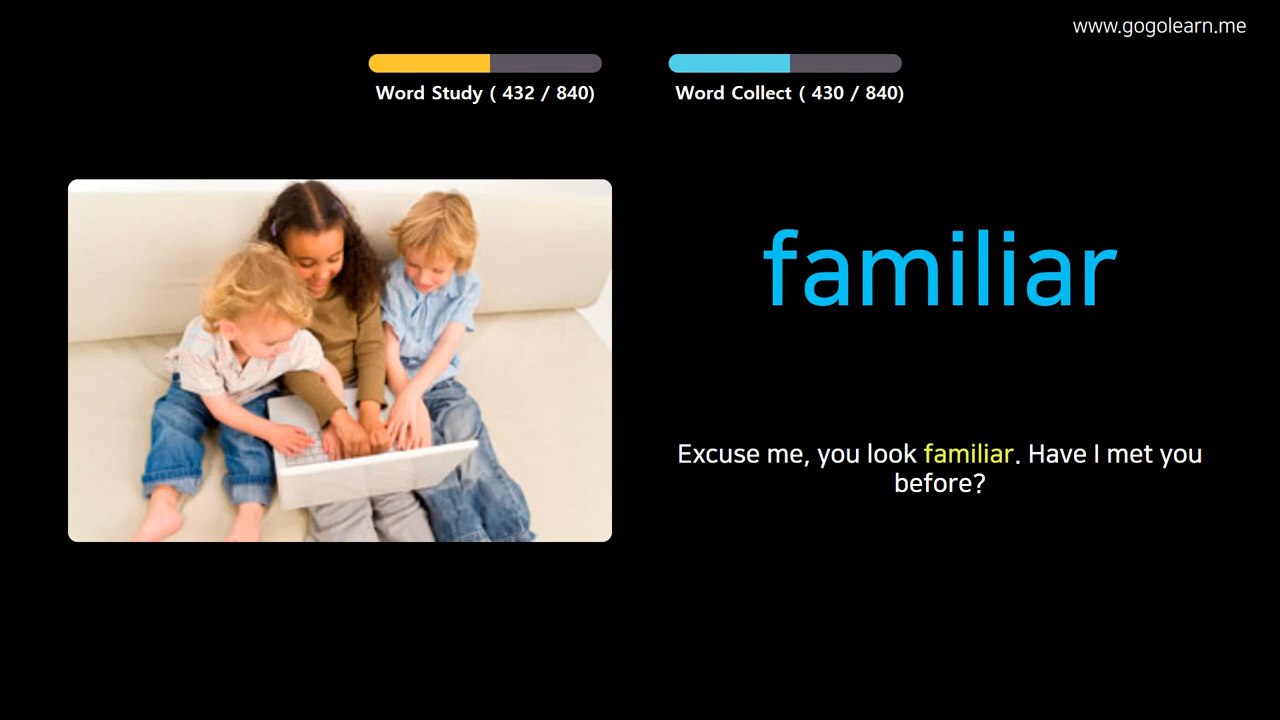 www.gogolearn.me
Word Study ( 432 / 840)
Word Collect ( 430 / 840)
familiar
Excuse me, you look familiar. Have I met you
before?